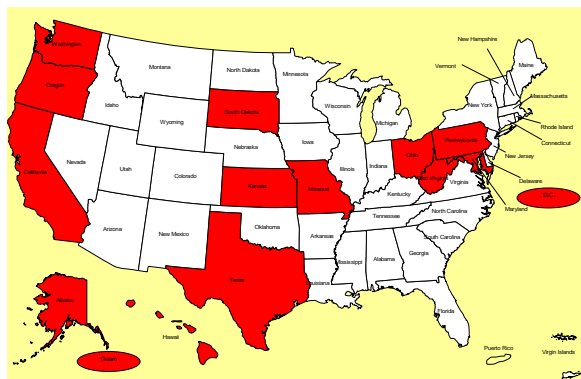 New Hampshire
Washington
Vermont
Maine
Montana
North Dakota
Minnesota
Oregon
Massachusetts
Wisconsin
New York
Idaho
South Dakota
Michigan
Wyoming
Rhode Island
Pennsylvania
Connecticut
Iowa
Nebraska
Ohio
New Jersey
Nevada
Illinois
Indiana
Utah
Colorado
California
West Virginia
Virginia
Delaware
Kansas
Missouri
Kentucky
D.C.
Maryland
North Carolina
Tennessee
Oklahoma
Arizona
New Mexico
Arkansas
South Carolina
Georgia
Mississippi
Alabama
Texas
Louisiana
Alaska
Florida
Hawaii
Puerto Rico
Virgin Islands
Guam